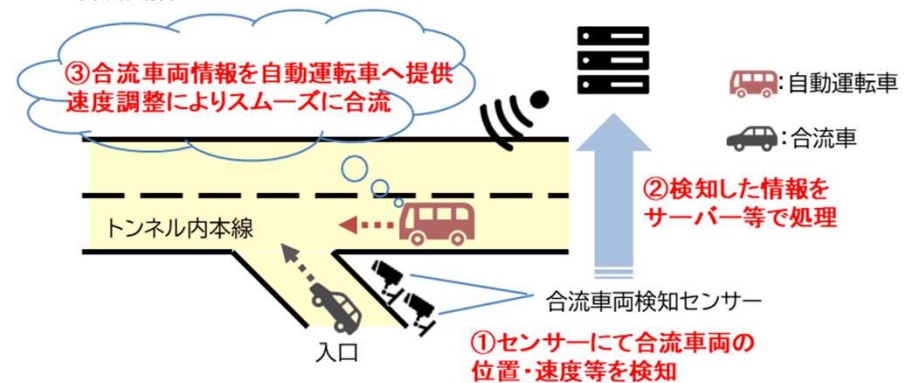 ③合流車両情報を自動運転車へ提供
速度調整によりスムーズに合流
:自動運転車
:合流車
②検知した情報を
サーバー等で処理
トンネル内本線
合流車両検知センサー
入口
①センサーにて合流車両の
位置・速度等を検知